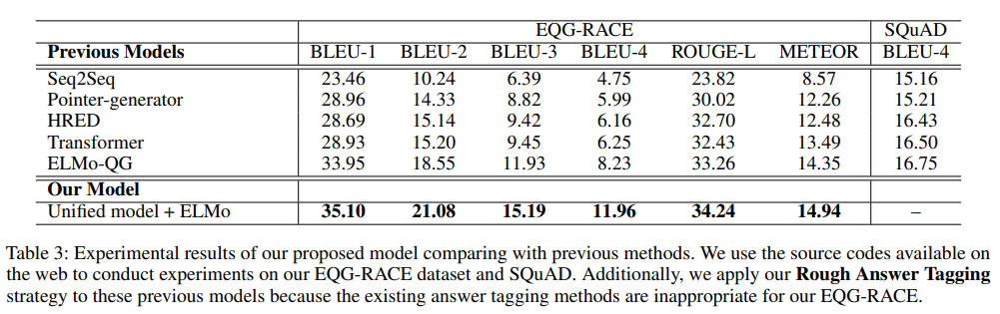 EQG-RACE SQuAD
Previous Models BLEU-1 BLEU-2 BLEU-3 BLEU-4 ROUGE-L METEOR BLEU-4
Seq2Seq 23.46 10.24 6.39 4.75 23.82 8.57 15.16
Pointer-generator 28.96 14.33 8.82 5.99 30.02 12.26 15.21
HRED 28.69 15.14 9.42 6.16 32.70 12.48 16.43
Transformer 28.93 15.20 9.45 6.25 32.43 13.49 16.50
ELMo-QG 33.95 18.55 11.93 8.23 33.26 14.35 16.75
Our Model
Unified model + ELMo 35.10 21.08 15.19 11.96 34.24 14.94 –
Table 3: Experimental results of our proposed model comparing with previous methods. We use the source codes available on
the web to conduct experiments on our EQG-RACE dataset and SQuAD. Additionally, we apply our Rough Answer Tagging
strategy to these previous models because the existing answer tagging methods are inappropriate for our EQG-RACE.